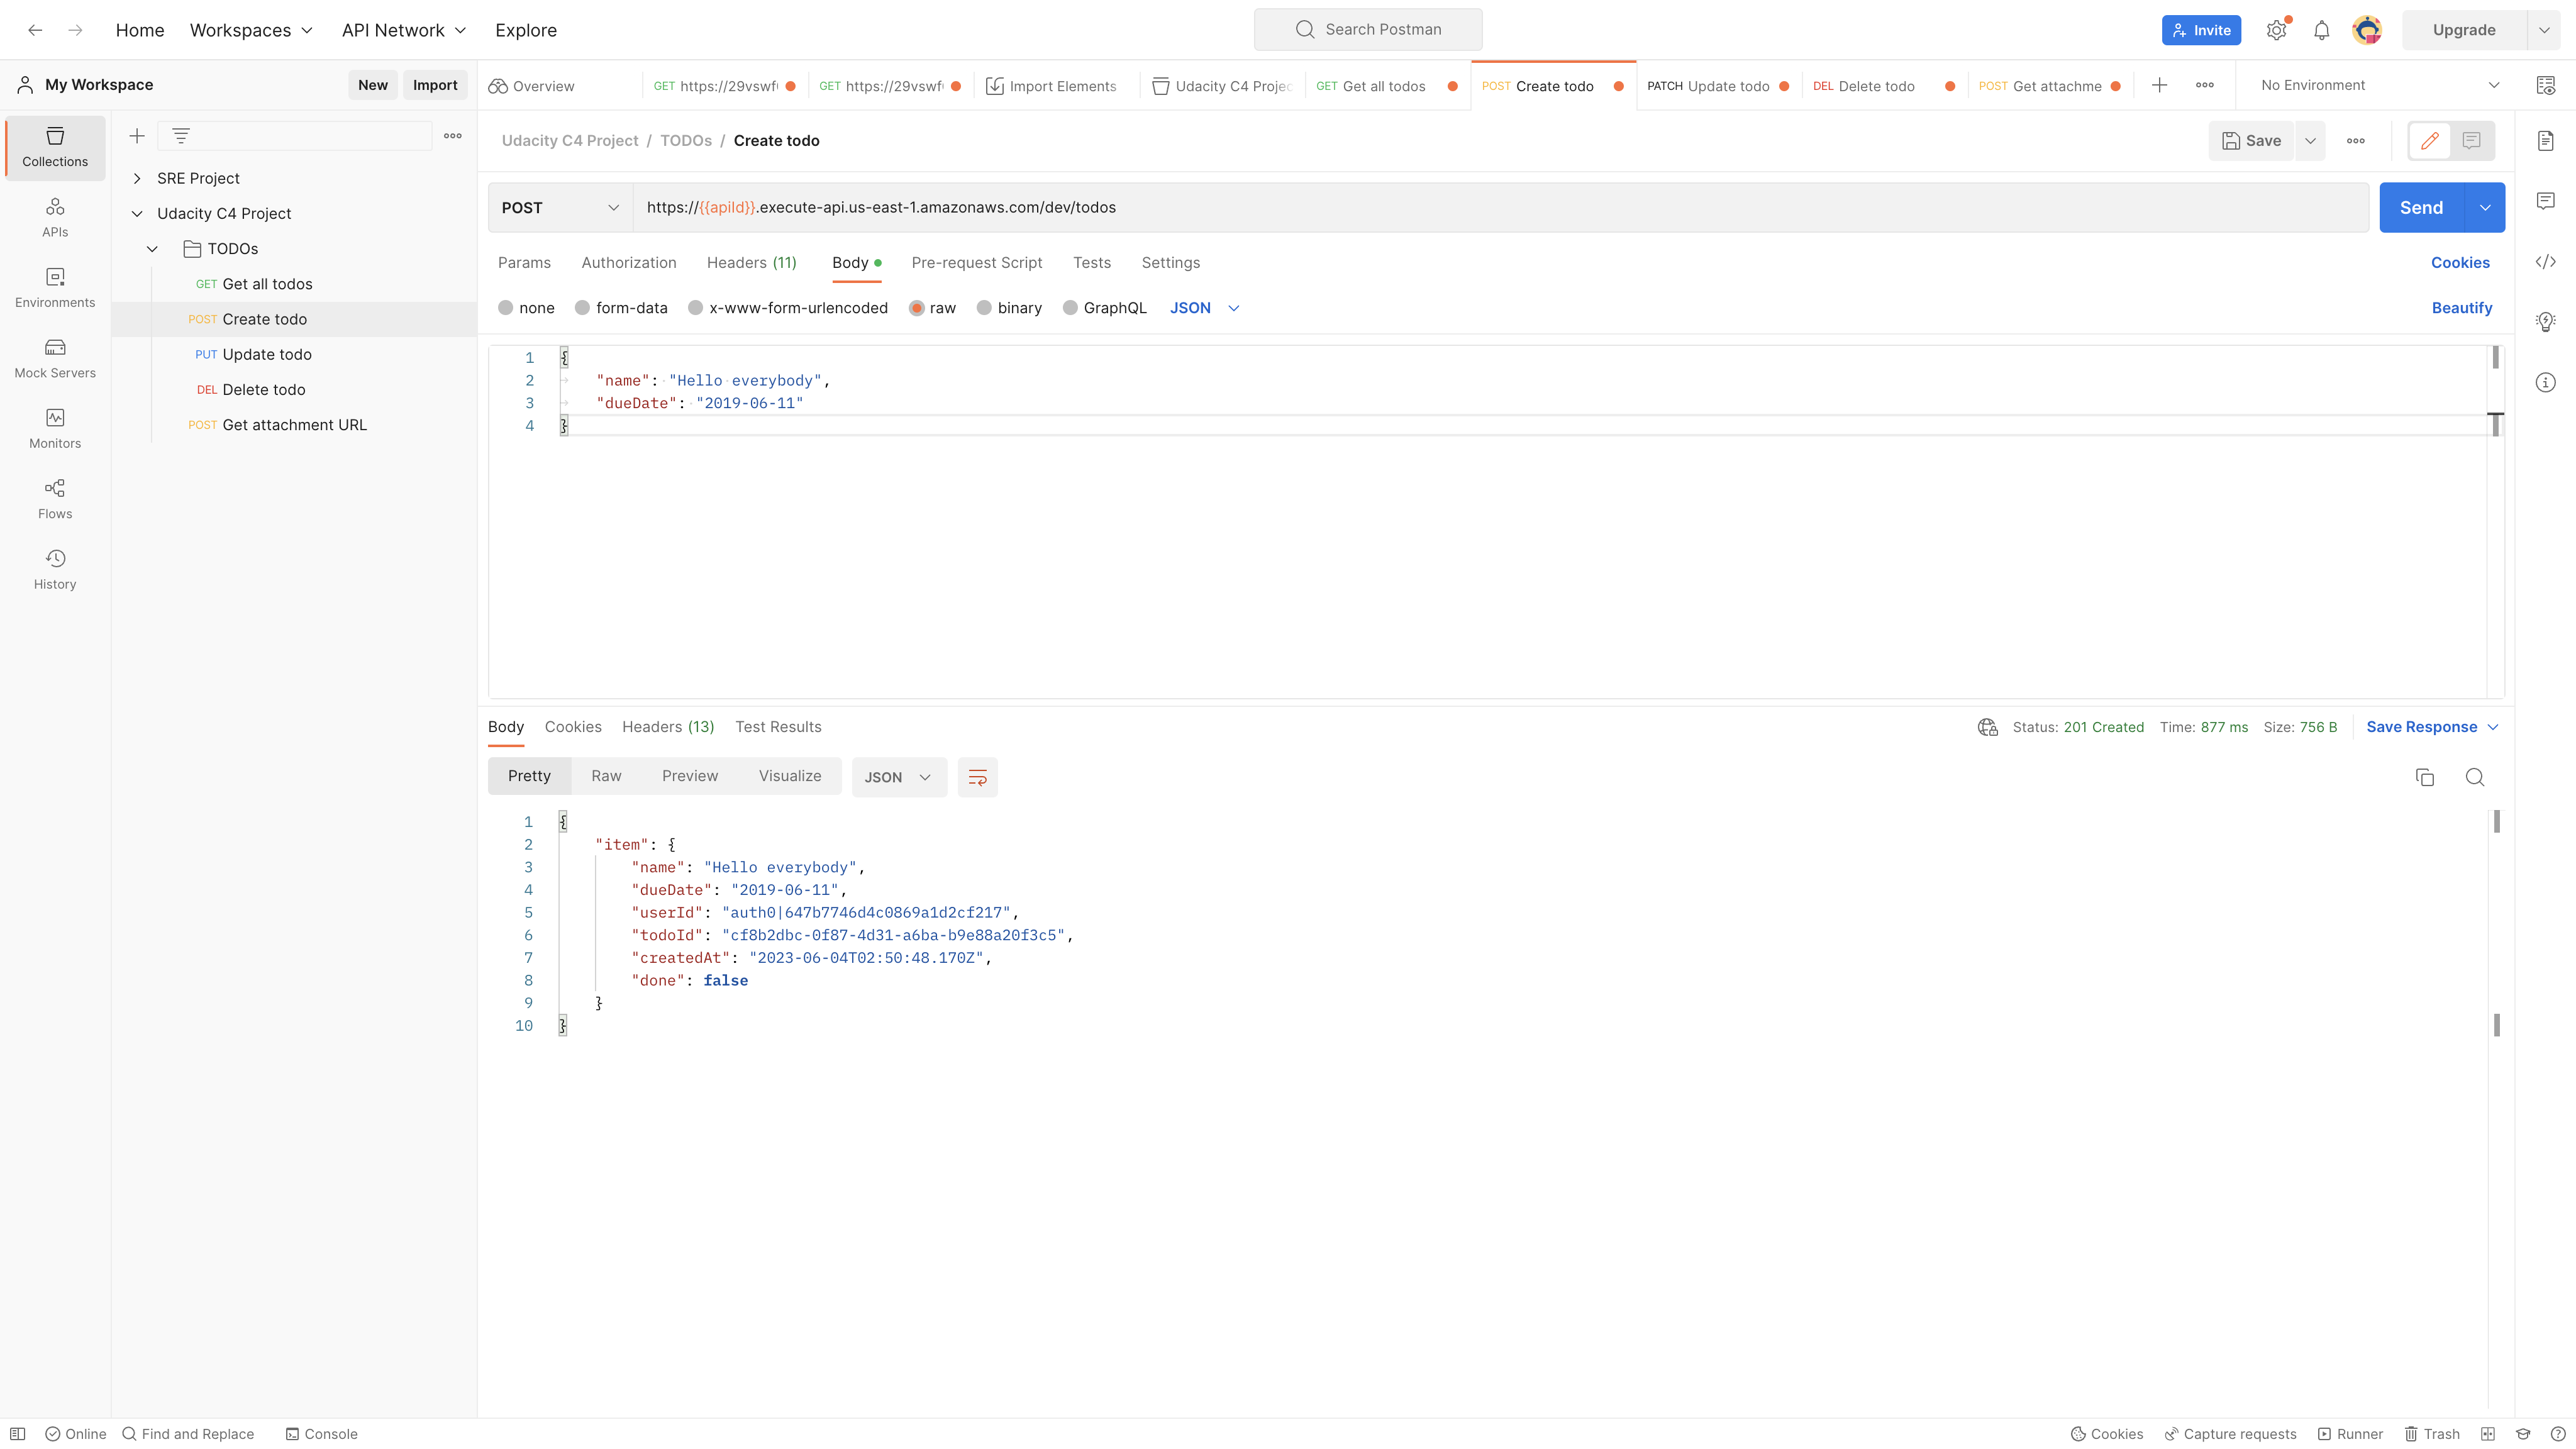 Home Workspaces API Network Explore Search Postman Invite Upgrade
My Workspace New Import Overview GET https://29vswf GET https://29vswf Import Elements Udacity C4 Projec GET Get all todos POST Create todo PATCH Update todo DEL Delete todo POST Get attachme No Environment
Collections
APIs
Environments
Mock Servers
Monitors
Flows
History
SRE Project
Udacity C4 Project
TODOs
GET Get all todos
POST Create todo
PUT Update todo
DEL Delete todo
POST Get attachment URL
Udacity C4 Project / TODOs / Create todo Save
POST https://{{apiId}}.execute-api.us-east-1.amazonaws.com/dev/todos Send
Params Authorization Headers (11) Body Pre-request Script Tests Settings Cookies
none form-data x-www-form-urlencoded raw binary GraphQL JSON Beautify
1 {
2 "name": "Hello everybody",
3 "dueDate": "2019-06-11"
4 }
Body Cookies Headers (13) Test Results Status: 201 Created Time: 877 ms Size: 756 B Save Response
Pretty Raw Preview Visualize JSON
1 {
2 "item": {
3 "name": "Hello everybody",
4 "dueDate": "2019-06-11",
5 "userId": "auth0|647b7746d4c0869a1d2cf217",
6 "todoId": "cf8b2dbc-0f87-4d31-a6ba-b9e88a20f3c5",
7 "createdAt": "2023-06-04T02:50:48.170Z",
8 "done": false
9 }
10 }
Online Find and Replace Console Cookies Capture requests Runner Trash